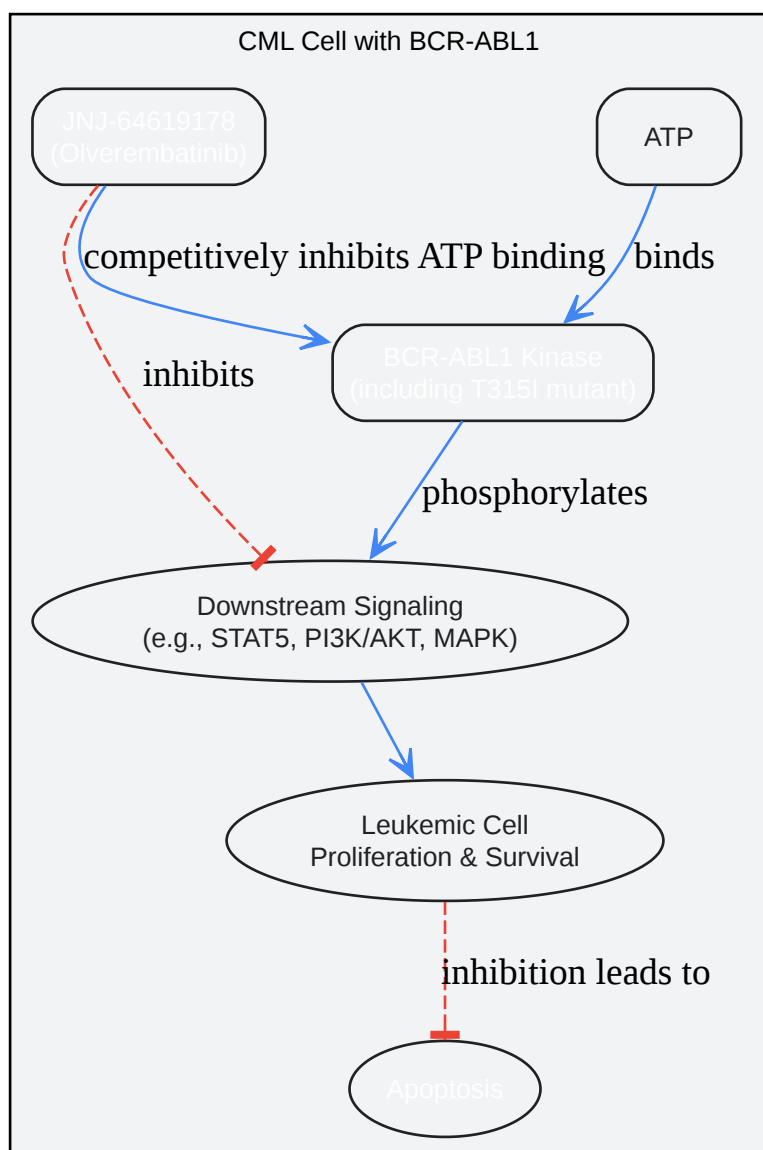 CML Cell with BCR-ABL1
JNJ-64619178
(Olverembatinib)
ATP
competitively inhibits ATP binding
binds
BCR-ABL1 Kinase
(including T315I mutant)
inhibits
phosphorylates
Downstream Signaling
(e.g., STAT5, PI3K/AKT, MAPK)
Leukemic Cell
Proliferation & Survival
inhibition leads to
Apoptosis